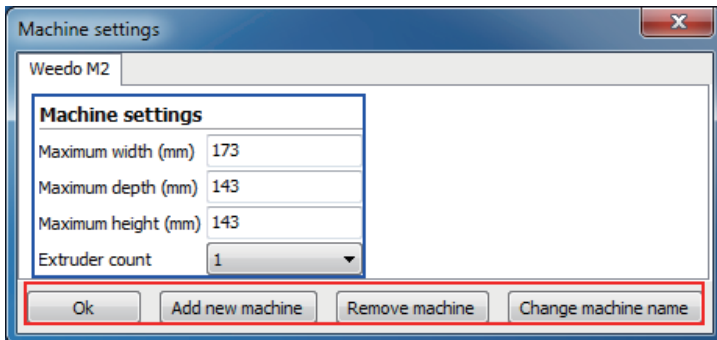 Machine settings
Weedo M2
Machine settings
Maximum width (mm) 173
Maximum depth (mm) 143
Maximum height (mm) 143
Extruder count 1
Ok Add new machine Remove machine Change machine name